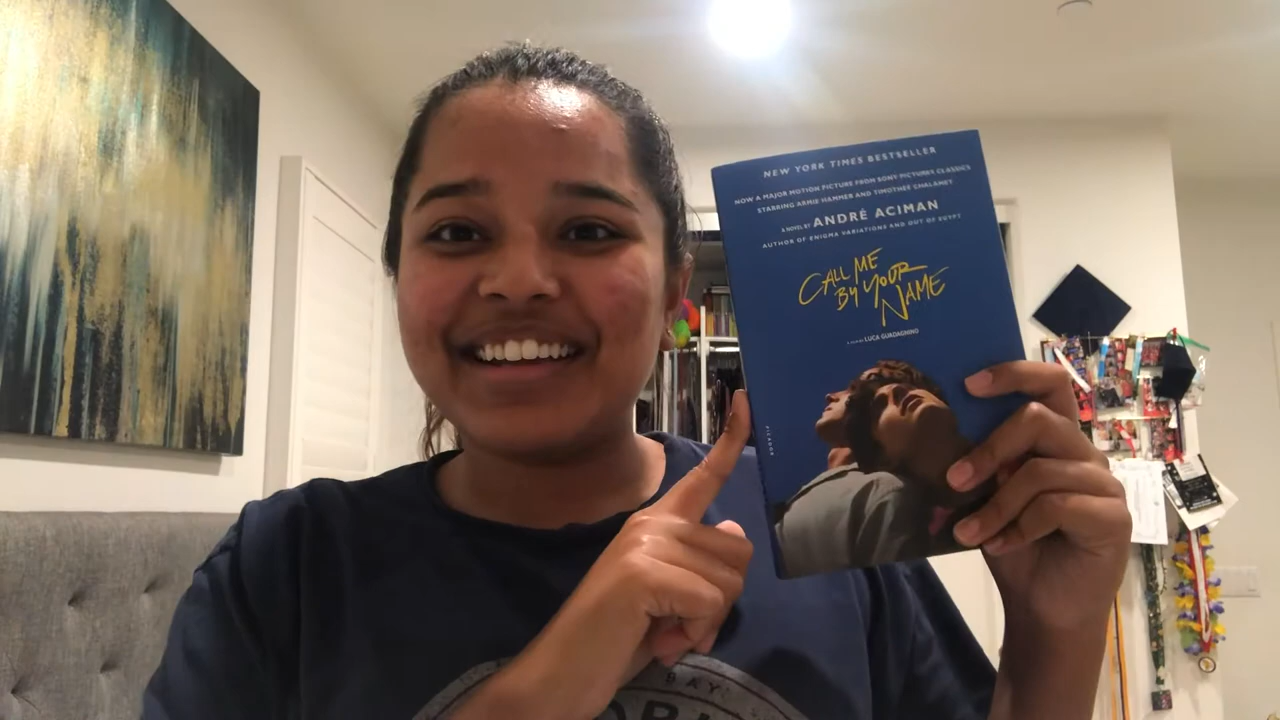 NEW YORK TIMES BESTSELLER
NOW A MAJOR MOTION PICTURE FROM SONY PICTURES CLASSICS
STARRING ARMIE HAMMER AND TIMOTHÉE CHALAMET
A NOVEL BY ANDRÉ ACIMAN
AUTHOR OF ENIGMA VARIATIONS AND OUT OF EGYPT
CALL ME
BY YOUR
NAME
A FILM BY LUCA GUADAGNINO
PICADOR
BAY